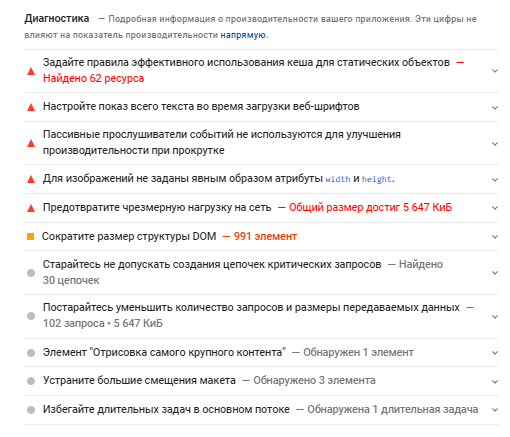 Диагностика — Подробная информация о производительности вашего приложения. Эти цифры не
влияют на показатель производительности напрямую.
Задайте правила эффективного использования кеша для статических объектов —
Найдено 62 ресурса
Настройте показ всего текста во время загрузки веб-шрифтов
Пассивные прослушиватели событий не используются для улучшения
производительности при прокрутке
Для изображений не заданы явным образом атрибуты width и height.
Предотвратите чрезмерную нагрузку на сеть — Общий размер достиг 5 647 КиБ
Сократите размер структуры DOM — 991 элемент
Старайтесь не допускать создания цепочек критических запросов — Найдено
30 цепочек
Постарайтесь уменьшить количество запросов и размеры передаваемых данных —
102 запроса • 5 647 КиБ
Элемент "Отрисовка самого крупного контента" — Обнаружен 1 элемент
Устраните большие смещения макета — Обнаружено 3 элемента
Избегайте длительных задач в основном потоке — Обнаружена 1 длительная задача